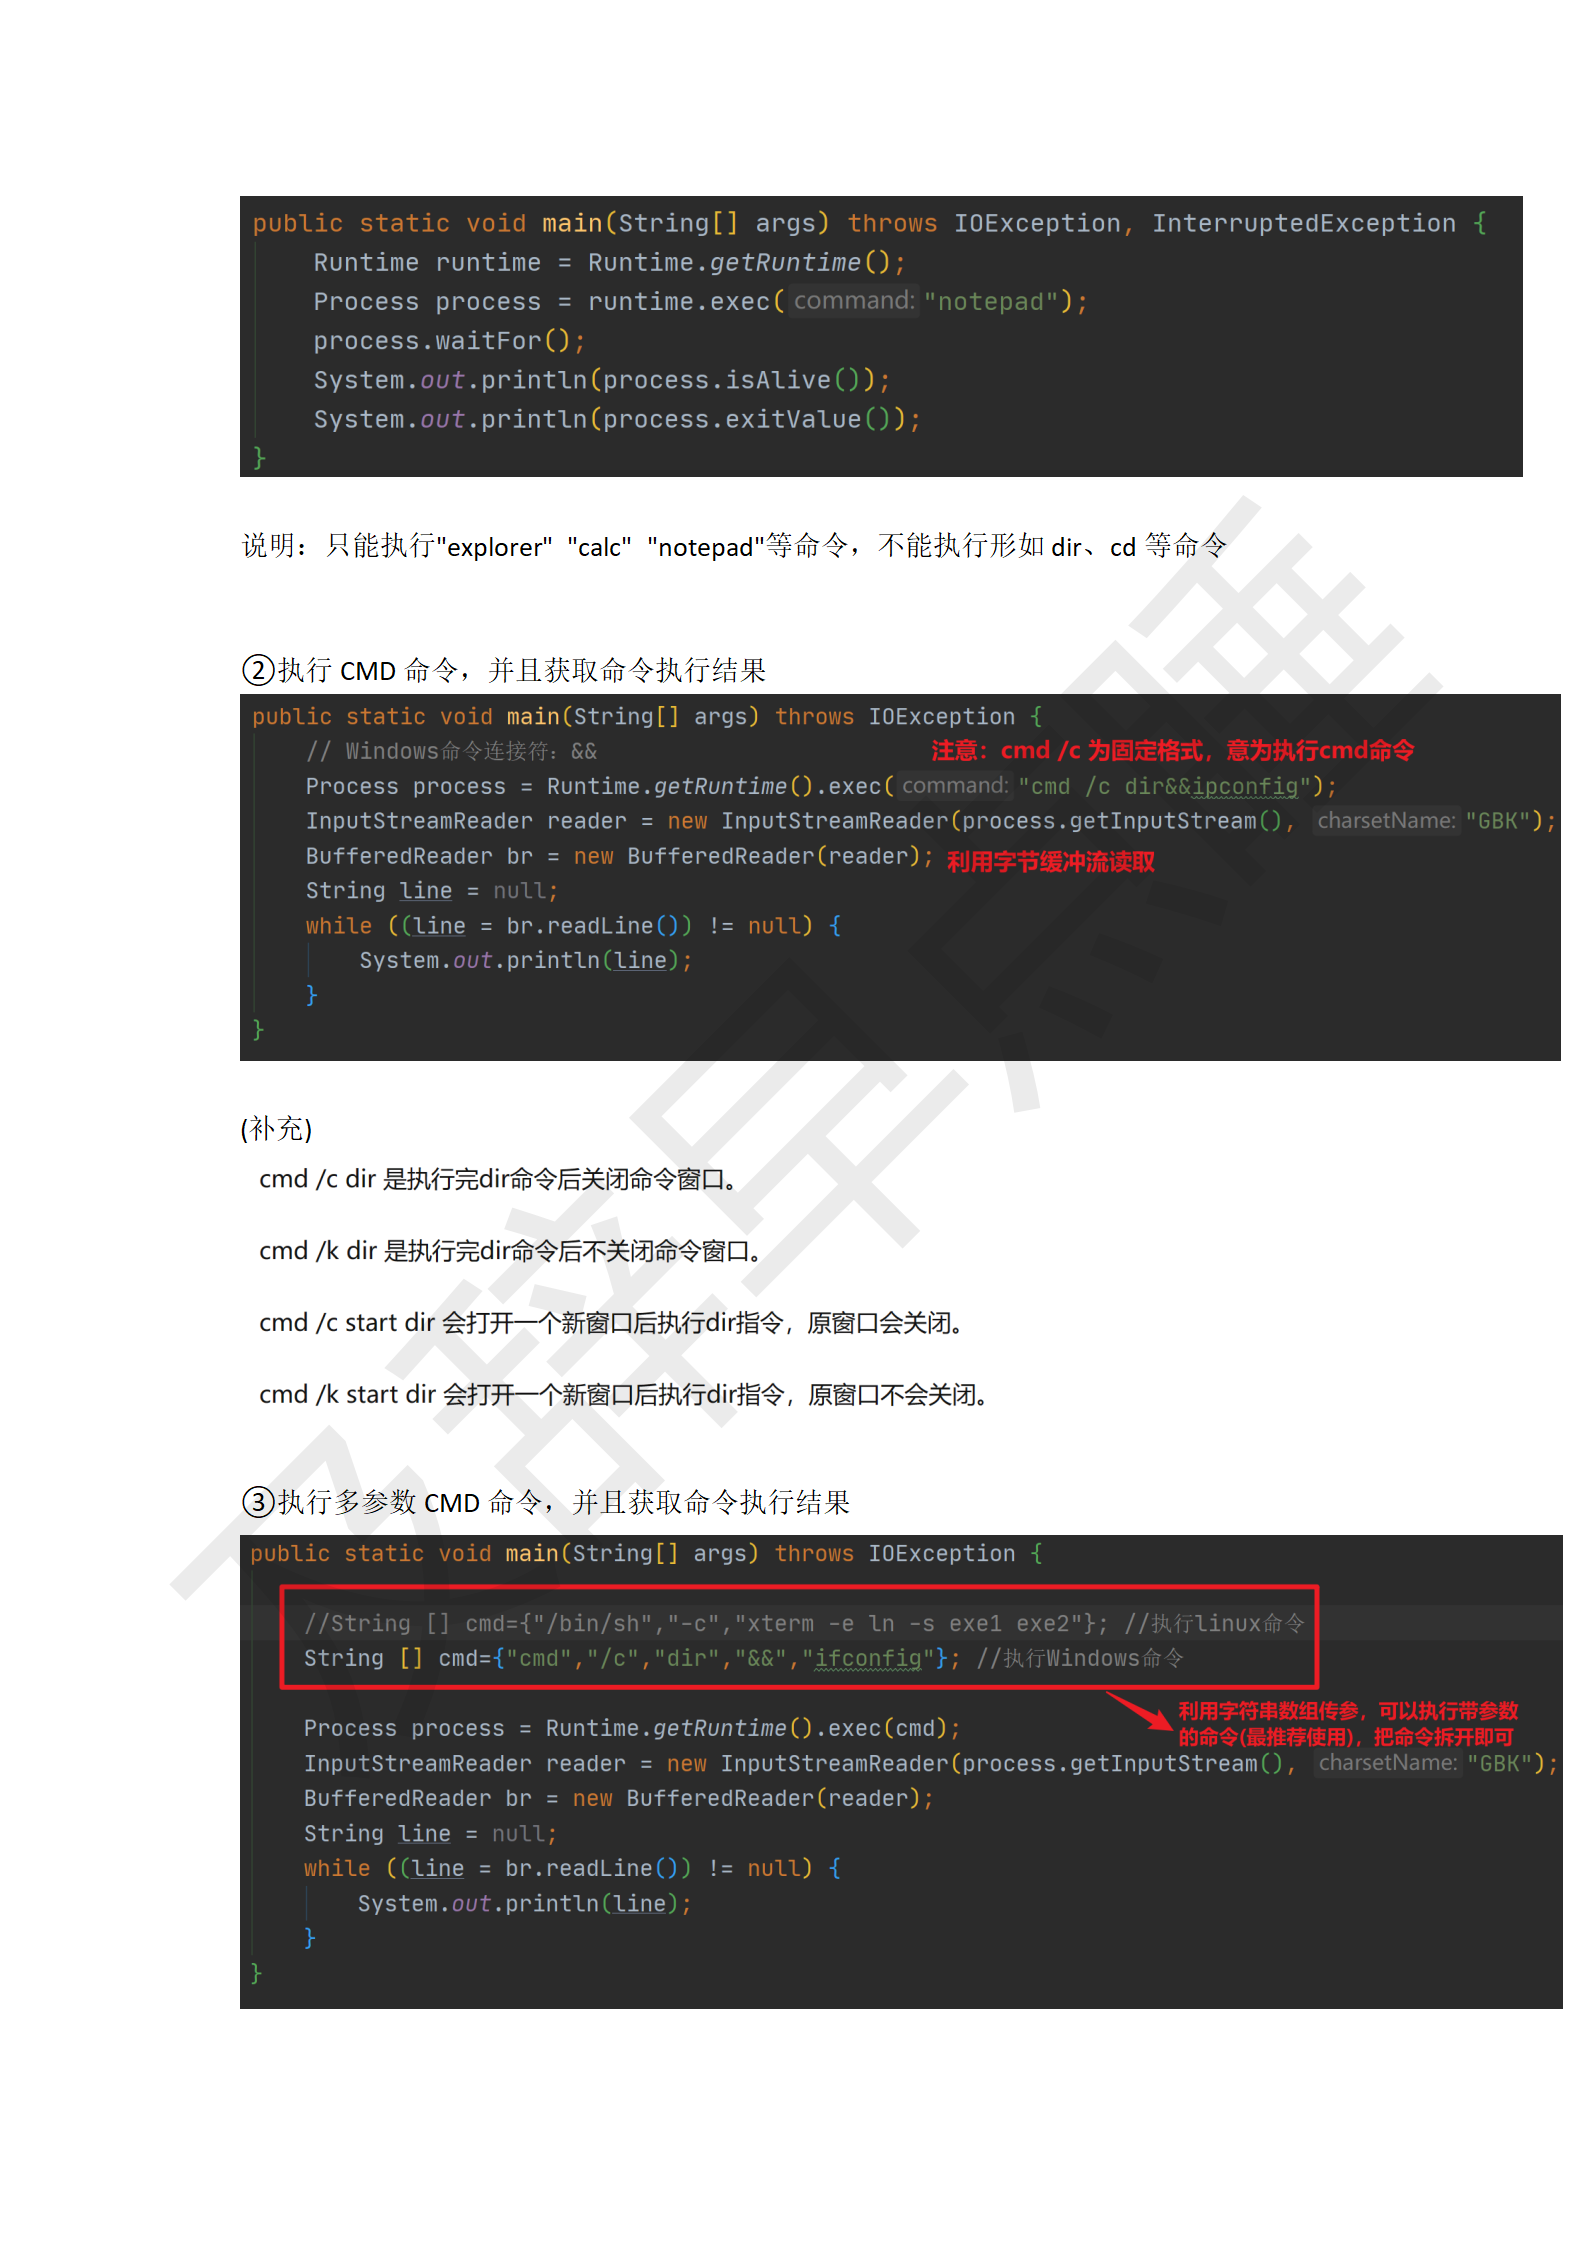 public static void main(String[] args) throws IOException, InterruptedException {
Runtime runtime = Runtime.getRuntime();
Process process = runtime.exec( command: "notepad");
process.waitFor();
System.out.println(process.isAlive());
System.out.println(process.exitValue());
}
说明：只能执行"explorer" "calc" "notepad"等命令，不能执行形如 dir、cd 等命令
②执行 CMD 命令，并且获取命令执行结果
public static void main(String[] args) throws IOException {
// Windows命令连接符：&& 注意：cmd /c 为固定格式，意为执行cmd命令
Process process = Runtime.getRuntime().exec( command: "cmd /c dir&&ipconfig");
InputStreamReader reader = new InputStreamReader(process.getInputStream(), charsetName: "GBK");
BufferedReader br = new BufferedReader(reader); 利用字节缓冲流读取
String line = null;
while ((line = br.readLine()) != null) {
System.out.println(line);
}
}
(补充)
cmd /c dir 是执行完dir命令后关闭命令窗口。
cmd /k dir 是执行完dir命令后不关闭命令窗口。
cmd /c start dir 会打开一个新窗口后执行dir指令，原窗口会关闭。
cmd /k start dir 会打开一个新窗口后执行dir指令，原窗口不会关闭。
③执行多参数 CMD 命令，并且获取命令执行结果
public static void main(String[] args) throws IOException {
//String [] cmd={"/bin/sh","-c","xterm -e ln -s exe1 exe2"}; //执行linux命令
String [] cmd={"cmd","/c","dir","&&","ifconfig"}; //执行Windows命令
利用字符串数组传参，可以执行带参数
的命令(最推荐使用)，把命令拆开即可
Process process = Runtime.getRuntime().exec(cmd);
InputStreamReader reader = new InputStreamReader(process.getInputStream(), charsetName: "GBK");
BufferedReader br = new BufferedReader(reader);
String line = null;
while ((line = br.readLine()) != null) {
System.out.println(line);
}
}